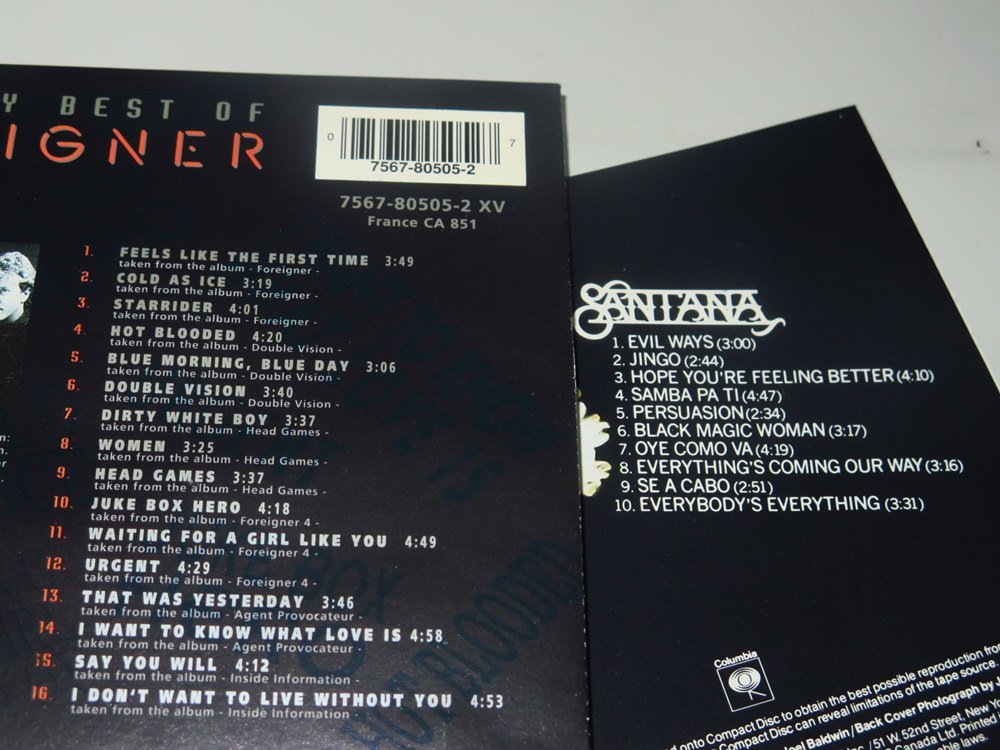 Y BEST OF
IGNER
0 7
7567-80505-2
7567-80505-2 XV
France CA 851
1. FEELS LIKE THE FIRST TIME 3:49
taken from the album - Foreigner -
2. COLD AS ICE 3:19
taken from the album - Foreigner -
3. STARRIDER 4:01
taken from the album - Foreigner -
4. HOT BLOODED 4:20
taken from the album - Double Vision -
5. BLUE MORNING, BLUE DAY 3:06
taken from the album - Double Vision -
6. DOUBLE VISION 3:40
taken from the album - Double Vision -
7. DIRTY WHITE BOY 3:37
taken from the album - Head Games -
8. WOMEN 3:25
taken from the album - Head Games -
9. HEAD GAMES 3:37
taken from the album - Head Games -
10. JUKE BOX HERO 4:18
taken from the album - Foreigner 4 -
11. WAITING FOR A GIRL LIKE YOU 4:49
taken from the album - Foreigner 4 -
12. URGENT 4:29
taken from the album - Foreigner 4 -
13. THAT WAS YESTERDAY 3:46
taken from the album - Agent Provocateur -
14. I WANT TO KNOW WHAT LOVE IS 4:58
taken from the album - Agent Provocateur -
15. SAY YOU WILL 4:12
taken from the album - Inside Information -
16. I DON'T WANT TO LIVE WITHOUT YOU 4:53
taken from the album - Inside Information -
HOT BLOODED
SANTANA
1. EVIL WAYS (3:00)
2. JINGO (2:44)
3. HOPE YOU'RE FEELING BETTER (4:10)
4. SAMBA PA TI (4:47)
5. PERSUASION (2:34)
6. BLACK MAGIC WOMAN (3:17)
7. OYE COMO VA (4:19)
8. EVERYTHING'S COMING OUR WAY (3:16)
9. SE A CABO (2:51)
10. EVERYBODY'S EVERYTHING (3:31)
Columbia
onto Compact Disc to obtain the best possible reproduction from
Compact Disc can reveal limitations of the tape source.
Joel Baldwin/Back Cover Photograph by J
51 W. 52nd Street, New Yor
nada Ltd. Printed
laws.